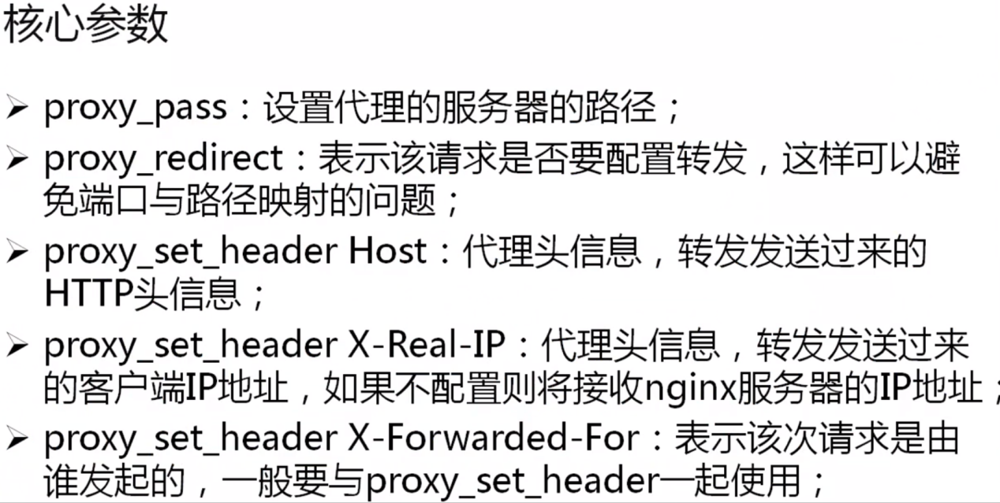 核心参数
➢ proxy_pass：设置代理的服务器的路径；
➢ proxy_redirect：表示该请求是否要配置转发，这样可以避
免端口与路径映射的问题；
➢ proxy_set_header Host：代理头信息，转发发送过来的
HTTP头信息；
➢ proxy_set_header X-Real-IP：代理头信息，转发发送过来
的客户端IP地址，如果不配置则将接收nginx服务器的IP地址；
➢ proxy_set_header X-Forwarded-For：表示该次请求是由
谁发起的，一般要与proxy_set_header一起使用；